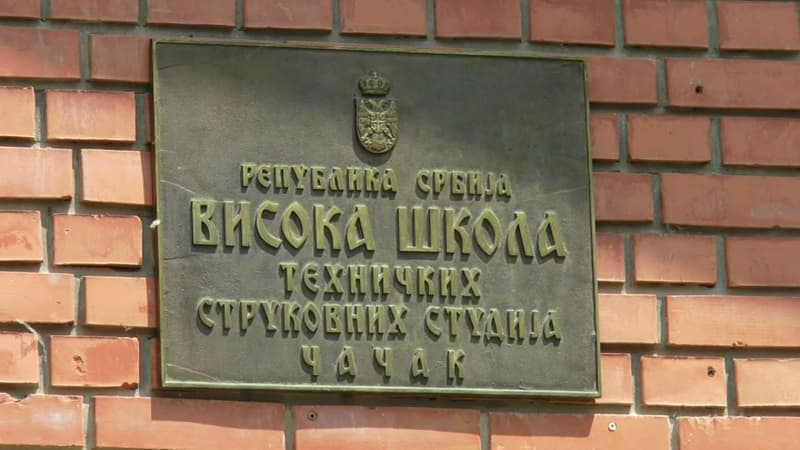 РЕПУБЛИКА СРБИЈА
ВИСОКА ШКОЛА
ТЕХНИЧКИХ
СТРУКОВНИХ СТУДИЈА
ЧАЧАК